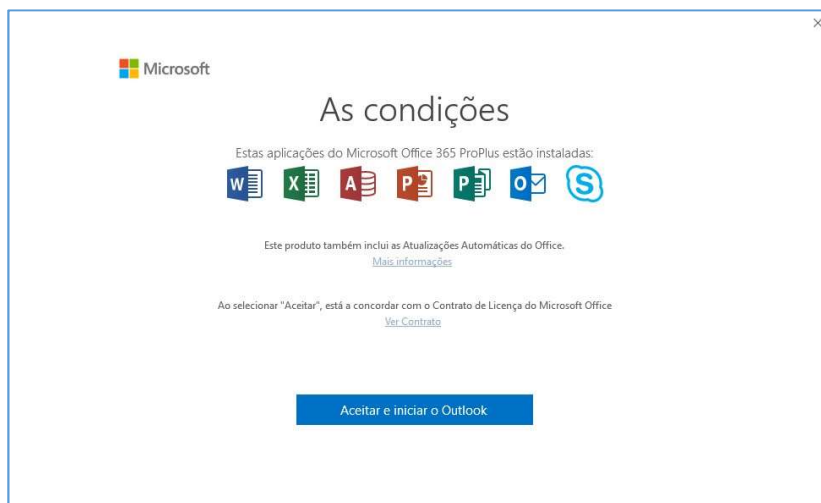 Microsoft
As condições
Estas aplicações do Microsoft Office 365 ProPlus estão instaladas:
W X A P P O S
Este produto também inclui as Atualizações Automáticas do Office.
Mais informações
Ao selecionar "Aceitar", está a concordar com o Contrato de Licença do Microsoft Office
Ver Contrato
Aceitar e iniciar o Outlook